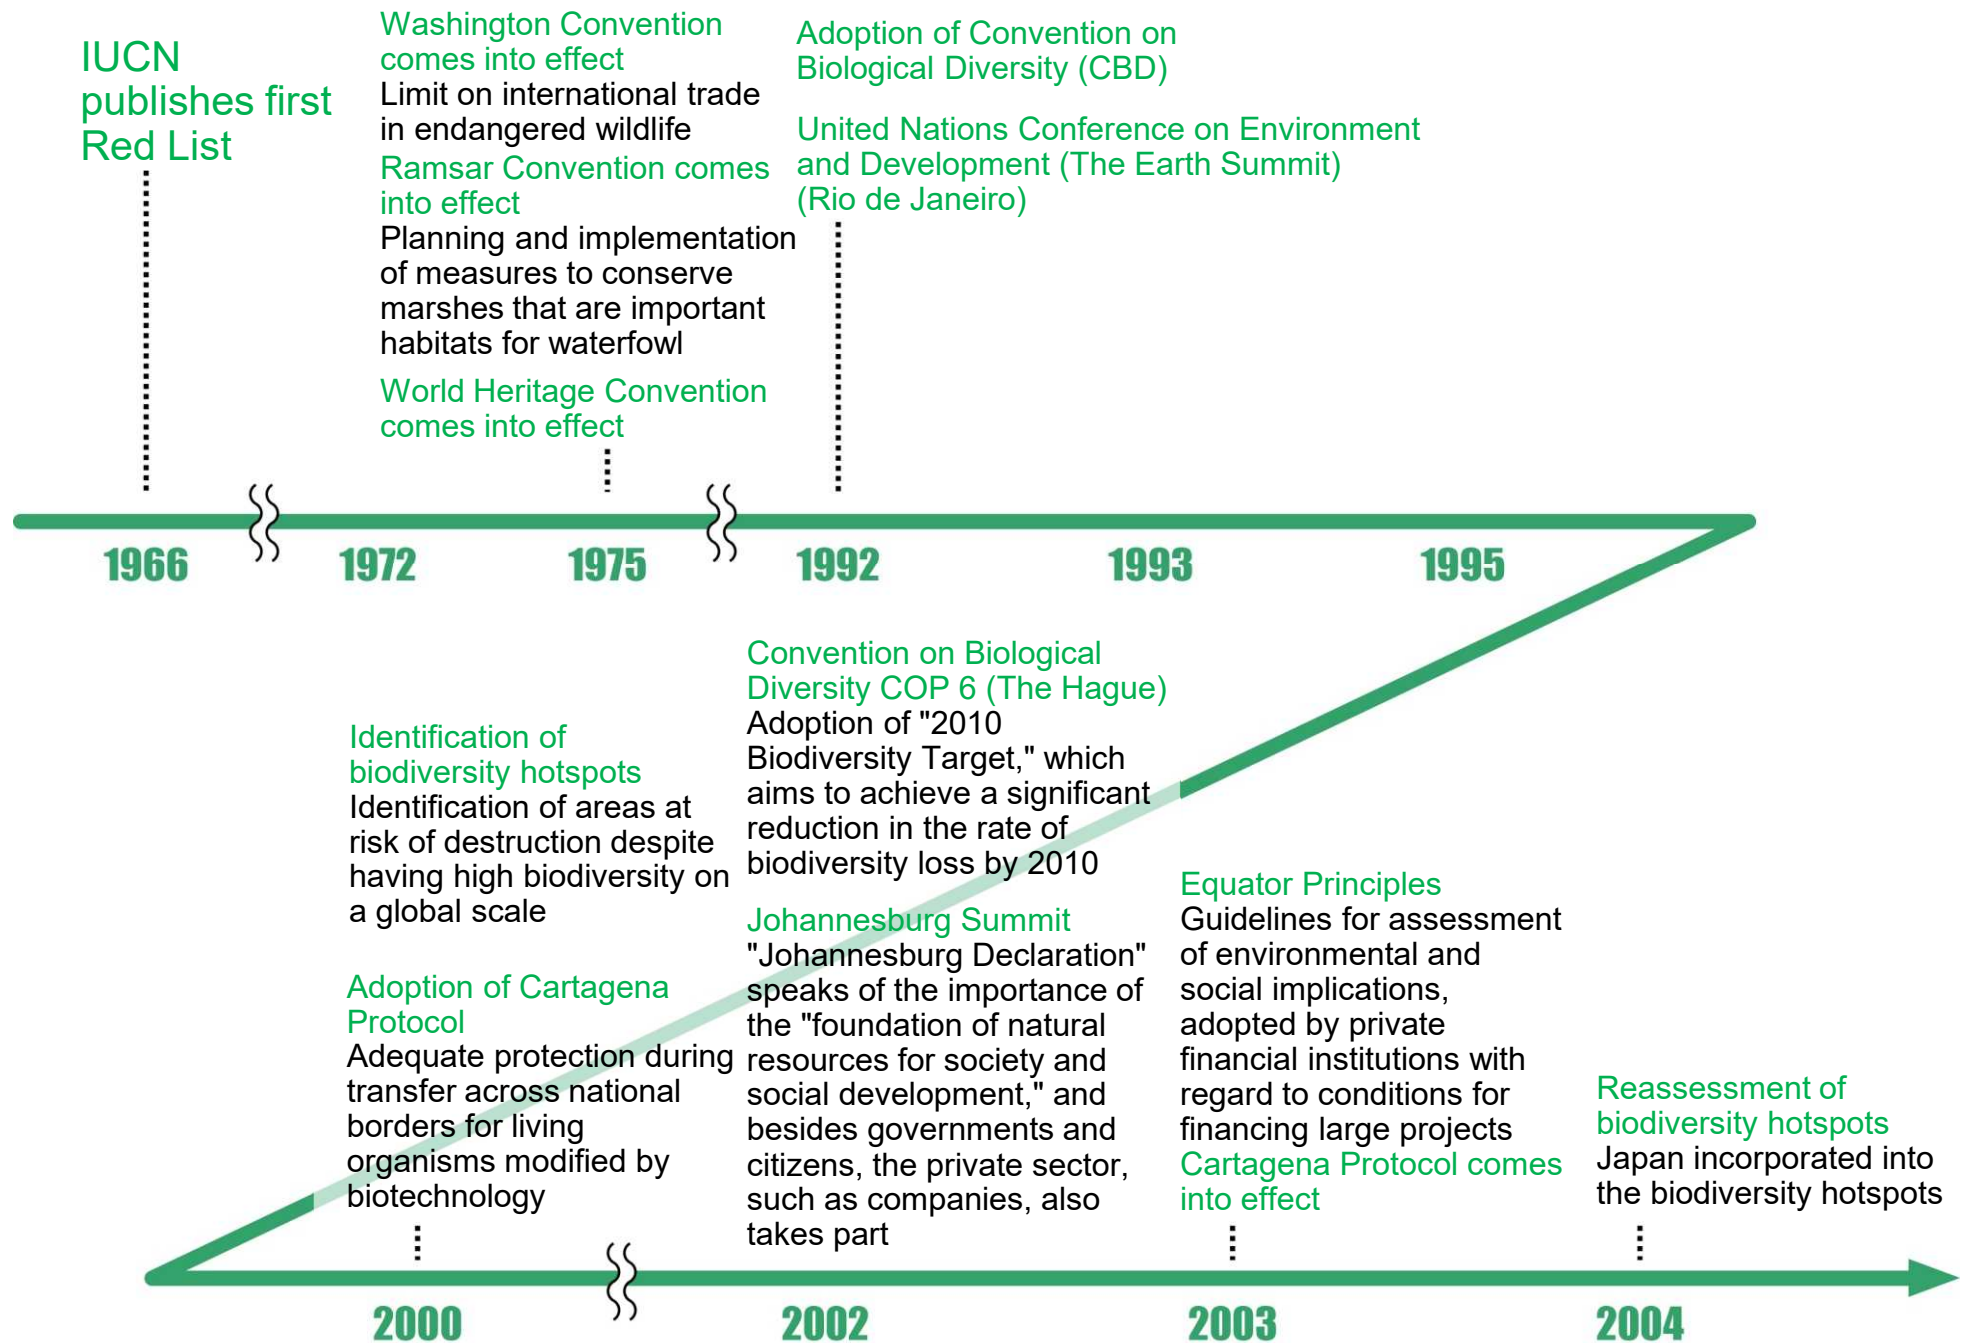 IUCN
publishes first
Red List
Washington Convention
comes into effect
Limit on international trade
in endangered wildlife
Ramsar Convention comes
into effect
Planning and implementation
of measures to conserve
marshes that are important
habitats for waterfowl
World Heritage Convention
comes into effect
Adoption of Convention on
Biological Diversity (CBD)
United Nations Conference on Environment
and Development (The Earth Summit)
(Rio de Janeiro)
1966
1972
1975
1992
1993
1995
Identification of
biodiversity hotspots
Identification of areas at
risk of destruction despite
having high biodiversity on
a global scale
Adoption of Cartagena
Protocol
Adequate protection during
transfer across national
borders for living
organisms modified by
biotechnology
Convention on Biological
Diversity COP 6 (The Hague)
Adoption of "2010
Biodiversity Target," which
aims to achieve a significant
reduction in the rate of
biodiversity loss by 2010
Johannesburg Summit
"Johannesburg Declaration"
speaks of the importance of
the "foundation of natural
resources for society and
social development," and
besides governments and
citizens, the private sector,
such as companies, also
takes part
Equator Principles
Guidelines for assessment
of environmental and
social implications,
adopted by private
financial institutions with
regard to conditions for
financing large projects
Cartagena Protocol comes
into effect
Reassessment of
biodiversity hotspots
Japan incorporated into
the biodiversity hotspots
2000
2002
2003
2004